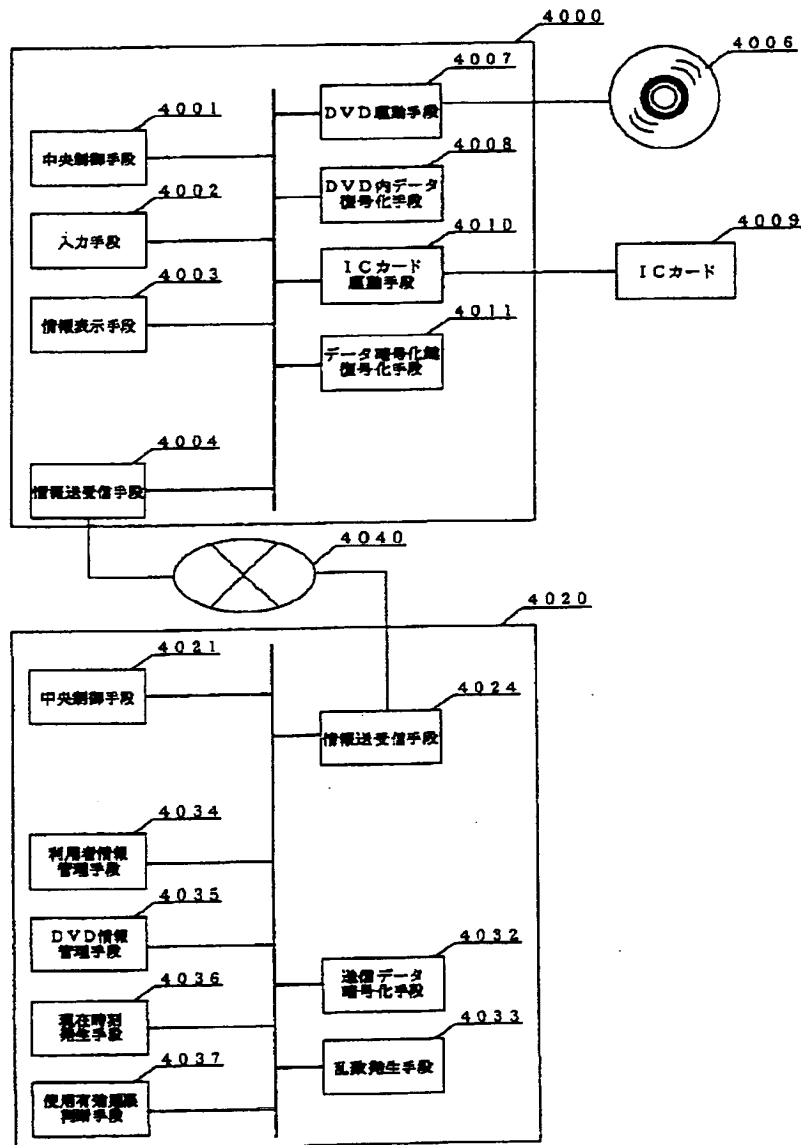 4000
4007
4006
DVD駆動手段
4001
中央制御手段
4008
DVD内データ
復号化手段
4002
入力手段
4010
ICカード
駆動手段
4009
ICカード
4003
情報表示手段
4011
データ暗号化鍵
復号化手段
4004
情報送受信手段
4040
4020
4021
中央制御手段
4024
情報送受信手段
4034
利用者情報
管理手段
4035
DVD情報
管理手段
4032
送信データ
暗号化手段
4036
現在時刻
発生手段
4033
乱数発生手段
4037
使用有効期限
判断手段